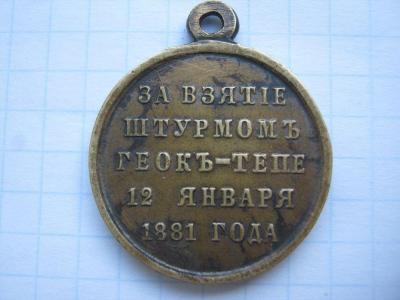 ЗА ВЗЯТІЕ
ШТУРМОМЪ
ГЕОКЪ-ТЕПЕ
12 ЯНВАРЯ
1881 ГОДА